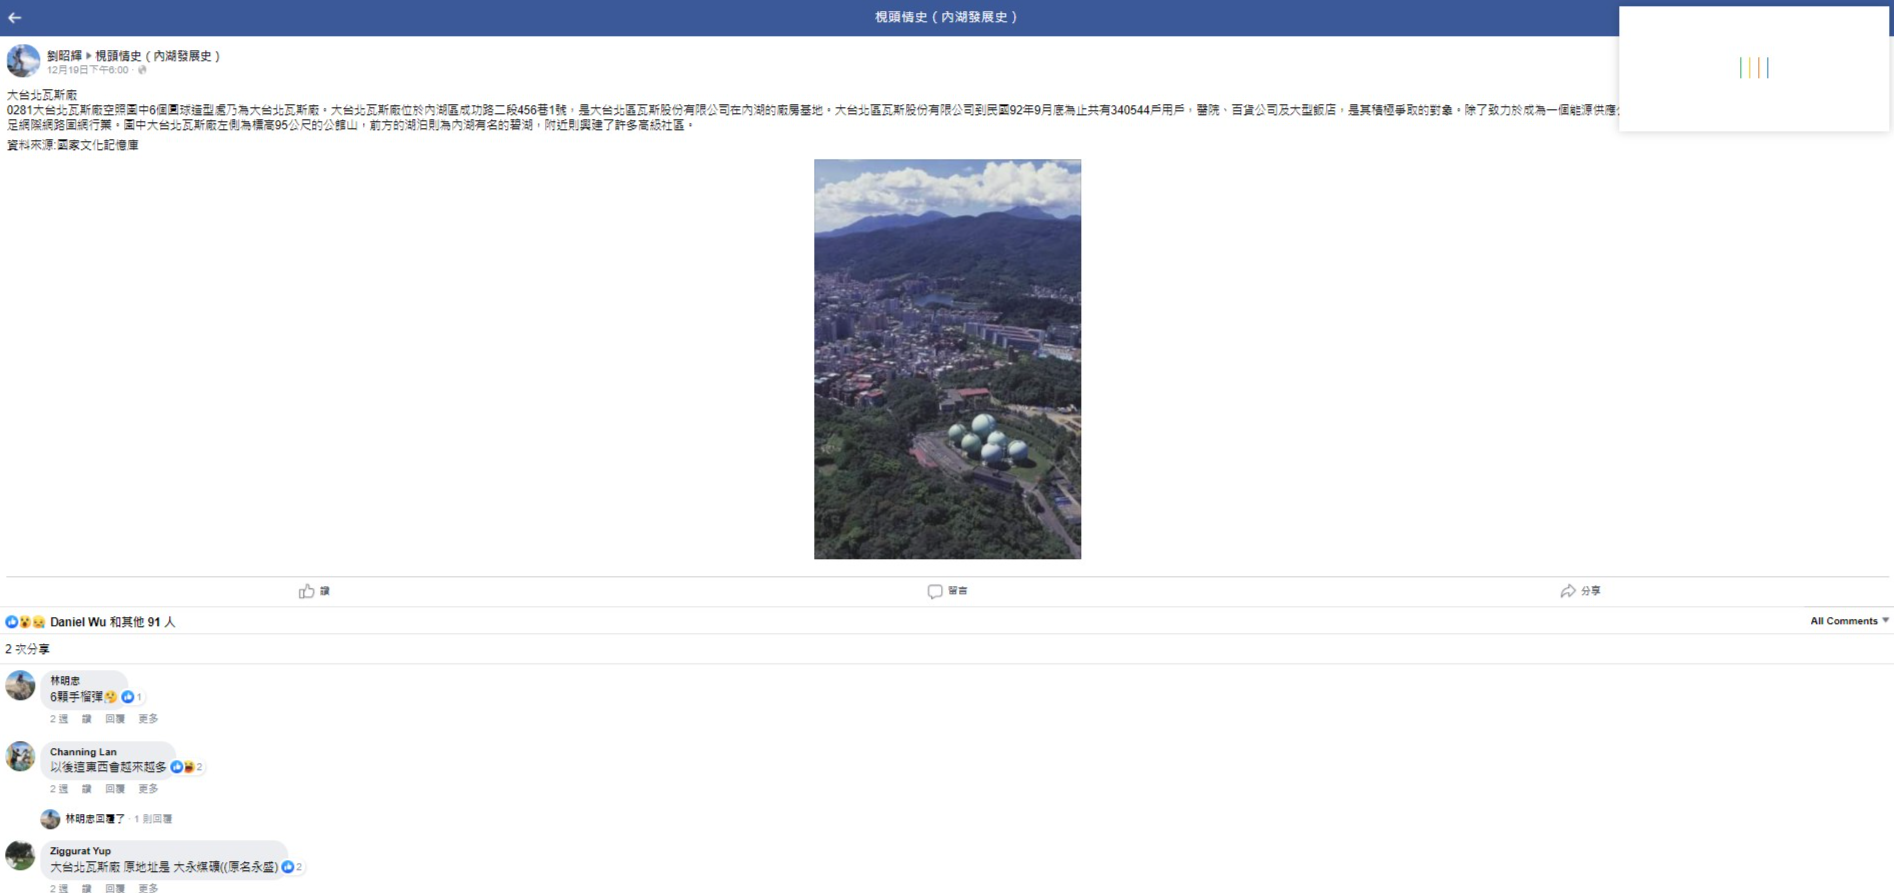 梘頭情史（內湖發展史）
劉昭輝 ▶ 梘頭情史（內湖發展史）
12月19日下午6:00 ·
大台北瓦斯廠
0281大台北瓦斯廠空照圖中6個圓球造型處乃為大台北瓦斯廠。大台北瓦斯廠位於內湖區成功路二段456巷1號，是大台北區瓦斯股份有限公司在內湖的廠房基地。大台北區瓦斯股份有限公司到民國92年9月底為止共有340544戶用戶，醫院、百貨公司及大型飯店，是其積極爭取的對象。除了致力於成為一個能源供應
足網際網路固網行業。圖中大台北瓦斯廠左側為標高95公尺的公館山，前方的湖泊則為內湖有名的碧湖，附近則興建了許多高級社區。
資料來源:國家文化記憶庫
讚 留言 分享
Daniel Wu 和其他 91 人 All Comments
2 次分享
林明忠
6顆手榴彈🤔 1
2 週 讚 回覆 更多
Channing Lan
以後這東西會越來越多 2
2 週 讚 回覆 更多
林明忠回覆了 · 1 則回覆
Ziggurat Yup
大台北瓦斯廠 原地址是 大永煤礦((原名永盛) 2
2 週 讚 回覆 更多